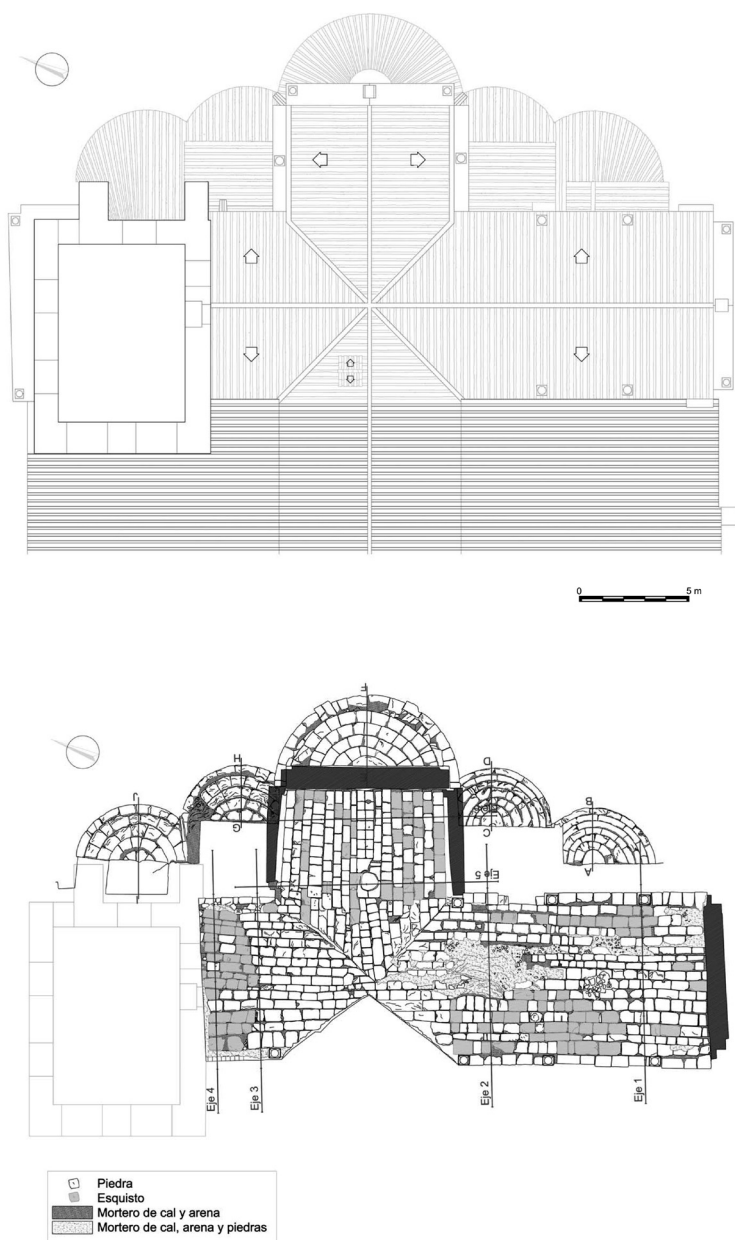 0 5 m
F
H
D
J
B
G
E
C
A
I
Eje 5
Eje 4
Eje 3
Eje 2
Eje 1
Piedra
Esquisto
Mortero de cal y arena
Mortero de cal, arena y piedras